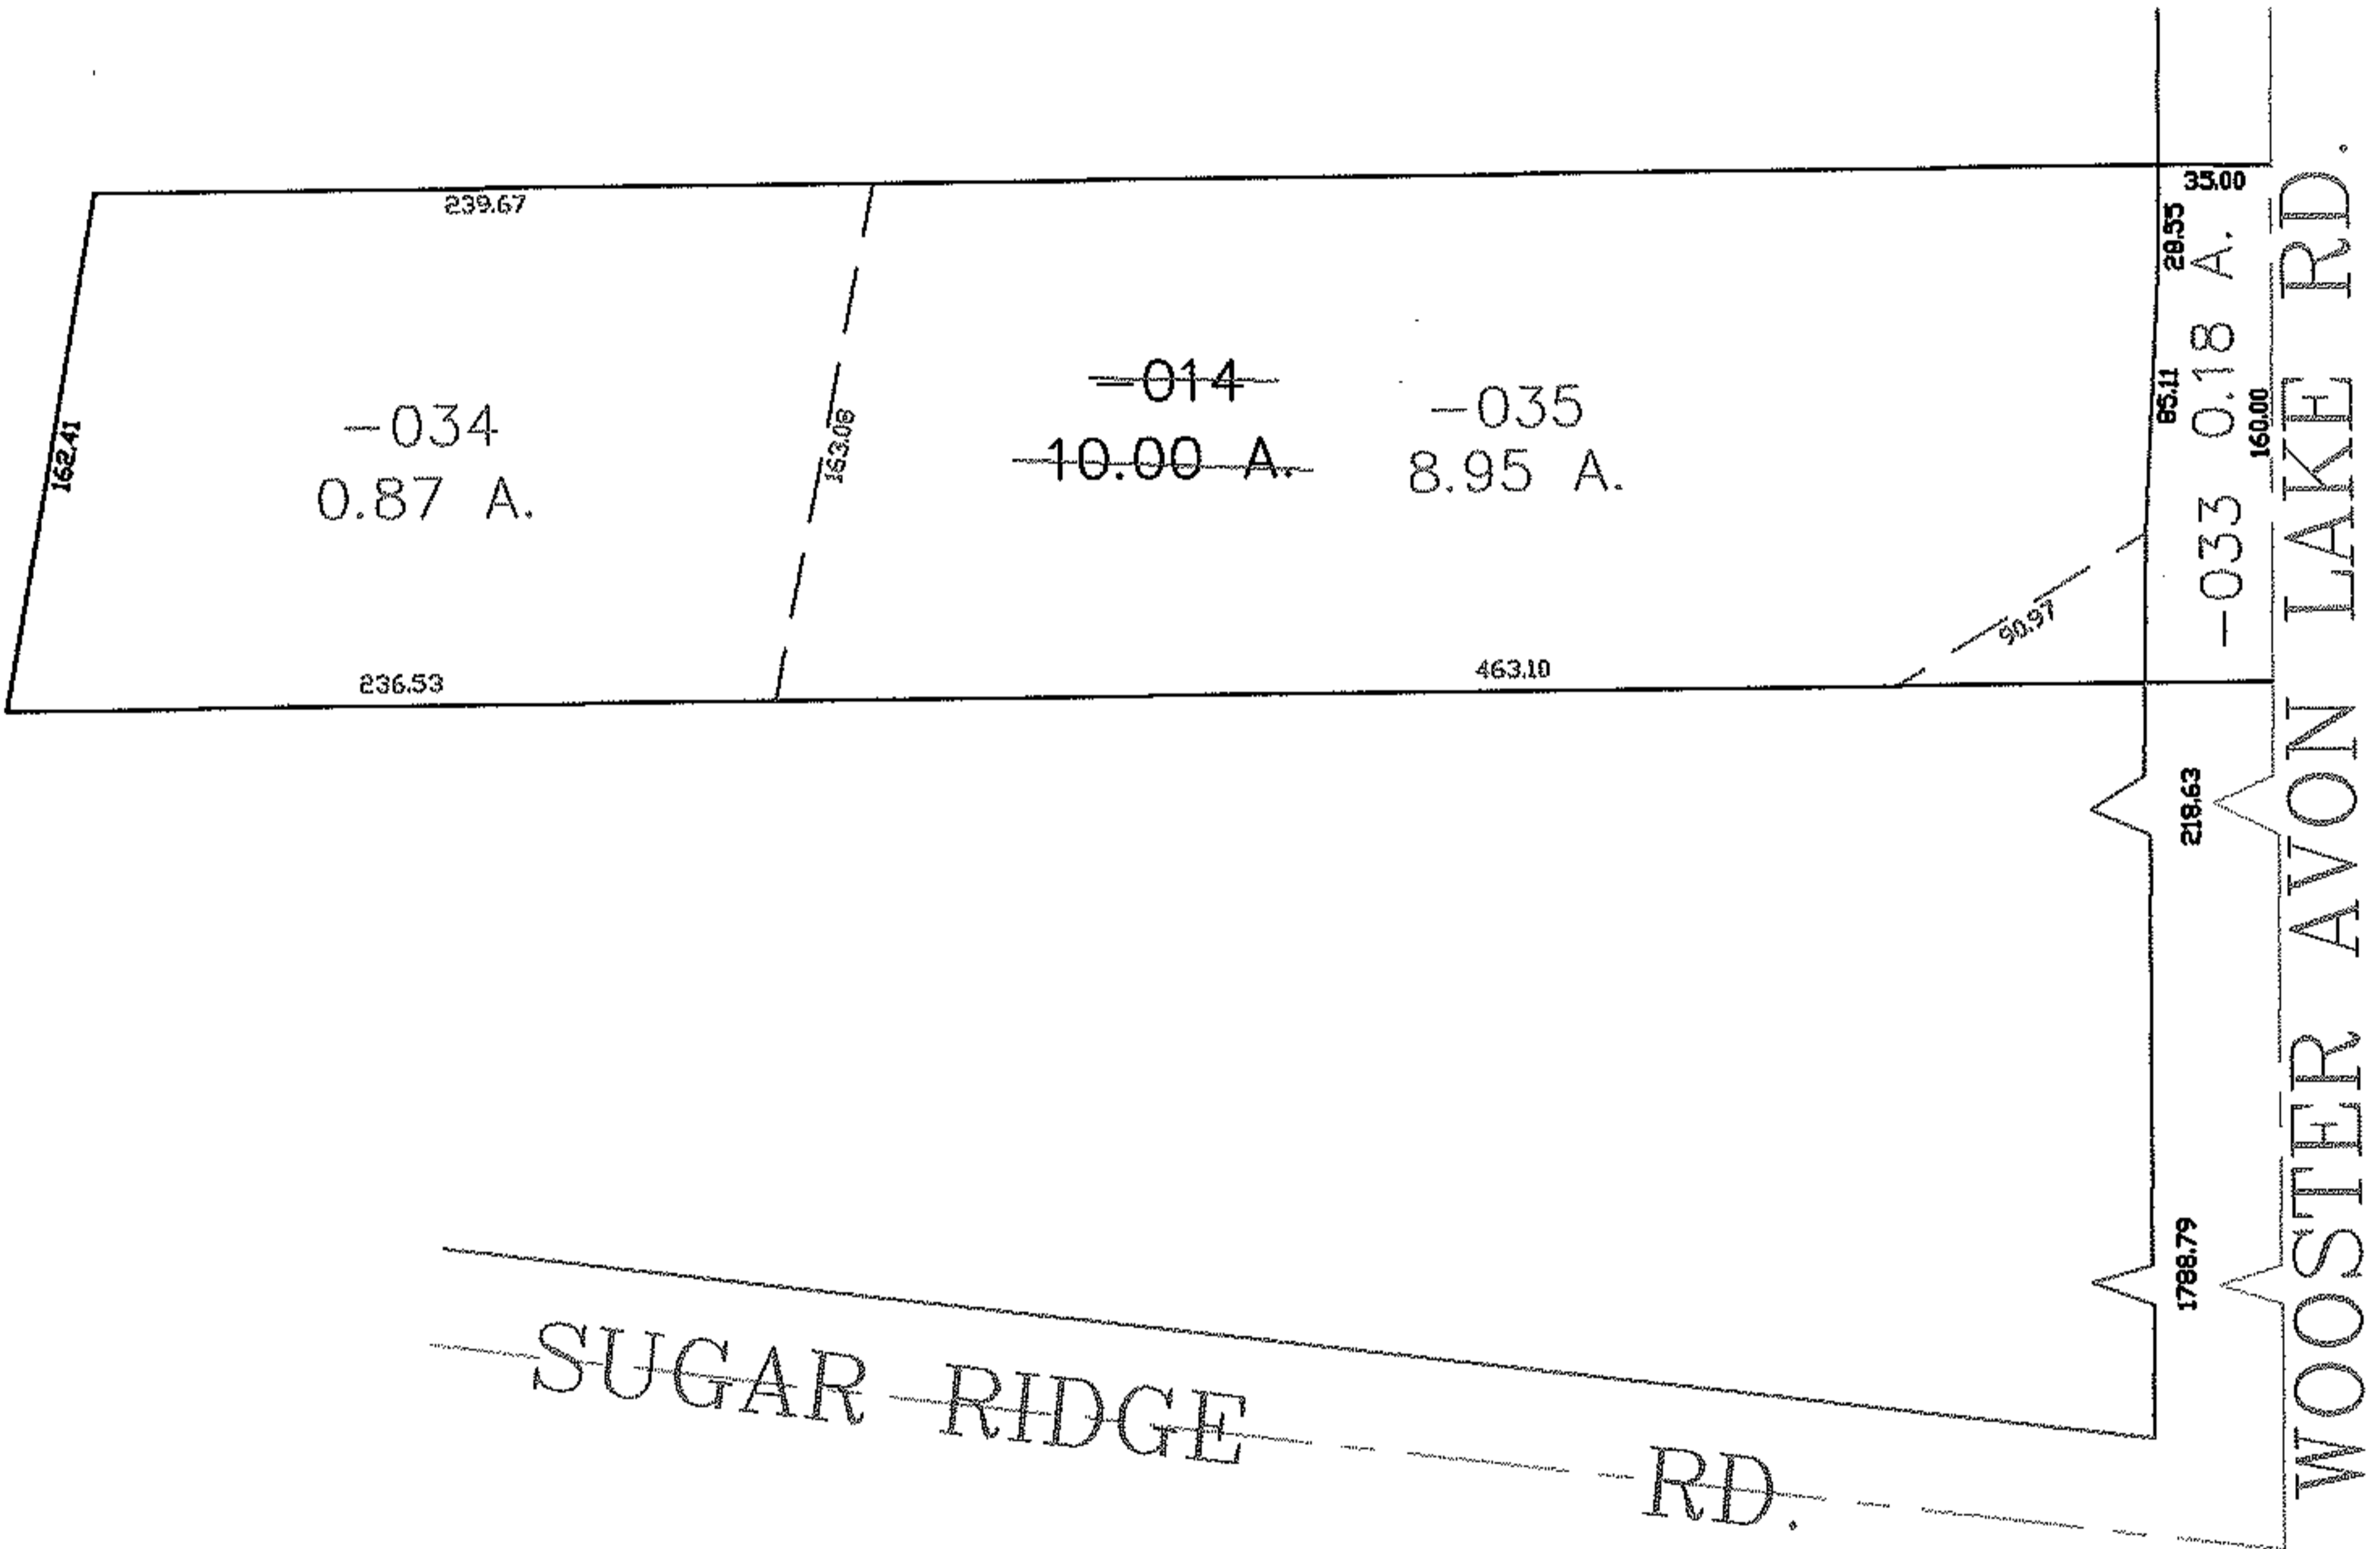 35.00
239.67
28.55
-014
-10.00 A.
-035
8.95 A.
85.11
160.00
-033 0.18 A.
-034
0.87 A.
162.41
163.08
90.97
463.10
236.53
218.63
1788.79
WOOSTER AVON LAKE RD.
SUGAR RIDGE RD.